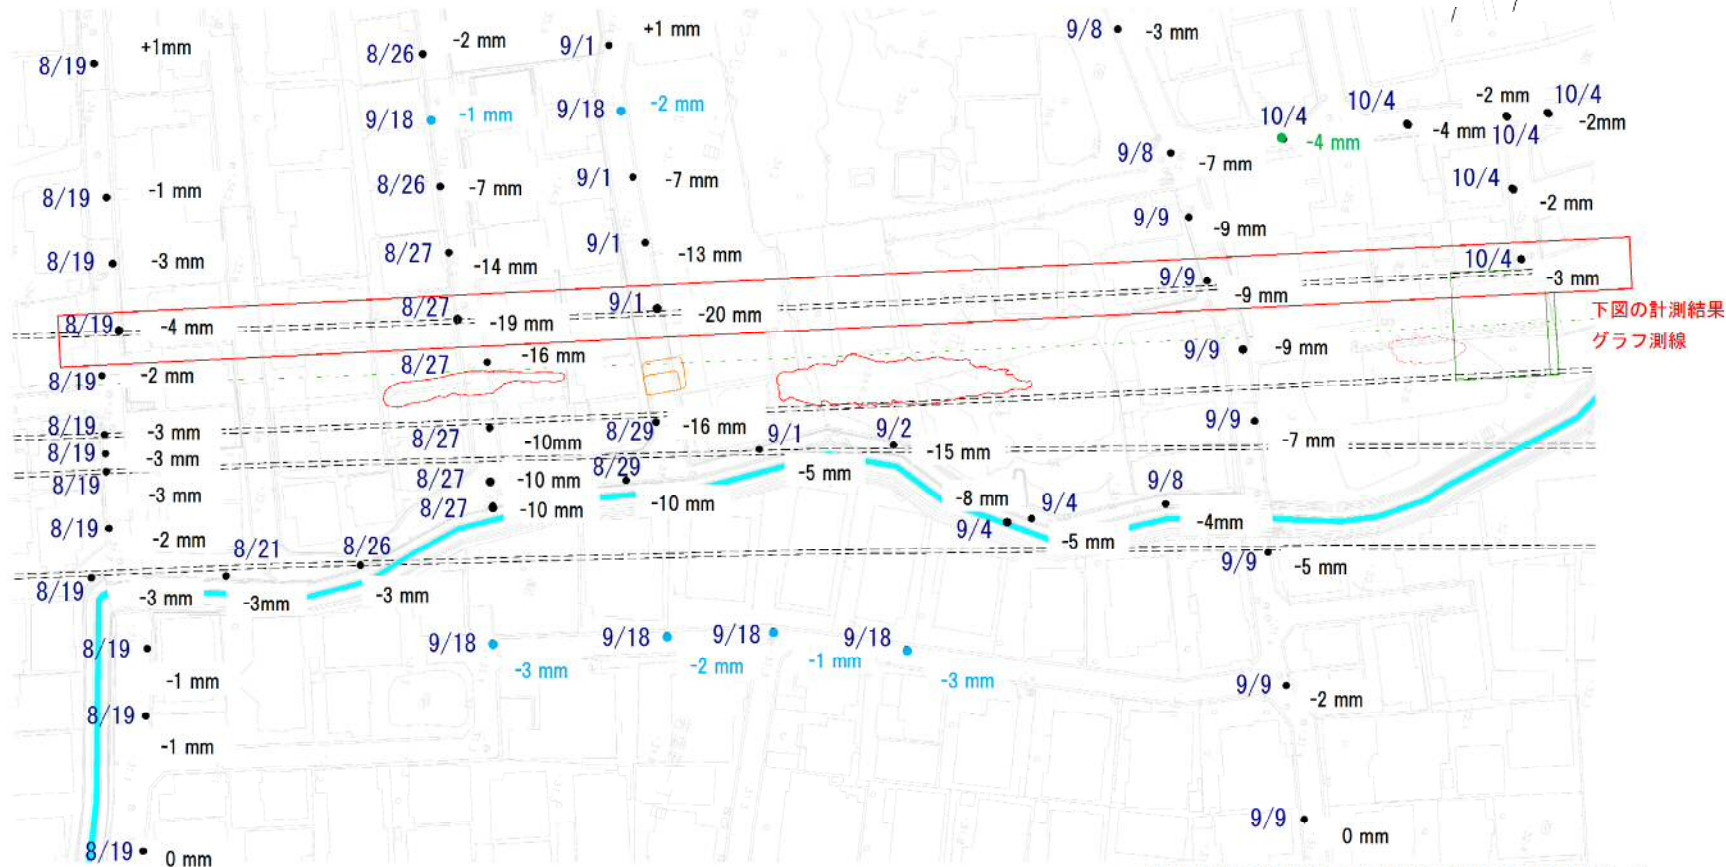 8/19 +1mm
8/26 -2 mm
9/1 +1 mm
9/8 -3 mm
9/18 -1 mm
9/18 -2 mm
10/4 -4 mm
10/4 -4 mm
-2 mm
10/4
10/4 -2mm
8/19 -1 mm
8/26 -7 mm
9/1 -7 mm
9/8 -7 mm
10/4 -2 mm
8/19 -3 mm
8/27 -14 mm
9/1 -13 mm
9/9 -9 mm
10/4 -3 mm
8/19 -4 mm
8/27 -19 mm
9/1 -20 mm
9/9 -9 mm
下図の計測結果
グラフ測線
8/19 -2 mm
8/27 -16 mm
9/9 -9 mm
8/19 -3 mm
8/27 -10mm
8/29 -16 mm
9/1 -5 mm
9/2 -15 mm
9/9 -7 mm
8/19 -3 mm
8/19 -3 mm
8/27 -10 mm
8/29 -10 mm
8/27 -10 mm
9/4 -8 mm
9/4 -5 mm
9/8 -4mm
8/19 -2 mm
8/21 -3mm
8/26 -3 mm
9/9 -5 mm
8/19 -3 mm
8/19 -1 mm
9/18 -3 mm
9/18 -2 mm
9/18 -1 mm
9/18 -3 mm
9/9 -2 mm
8/19 -1 mm
9/9 0 mm
8/19 0 mm